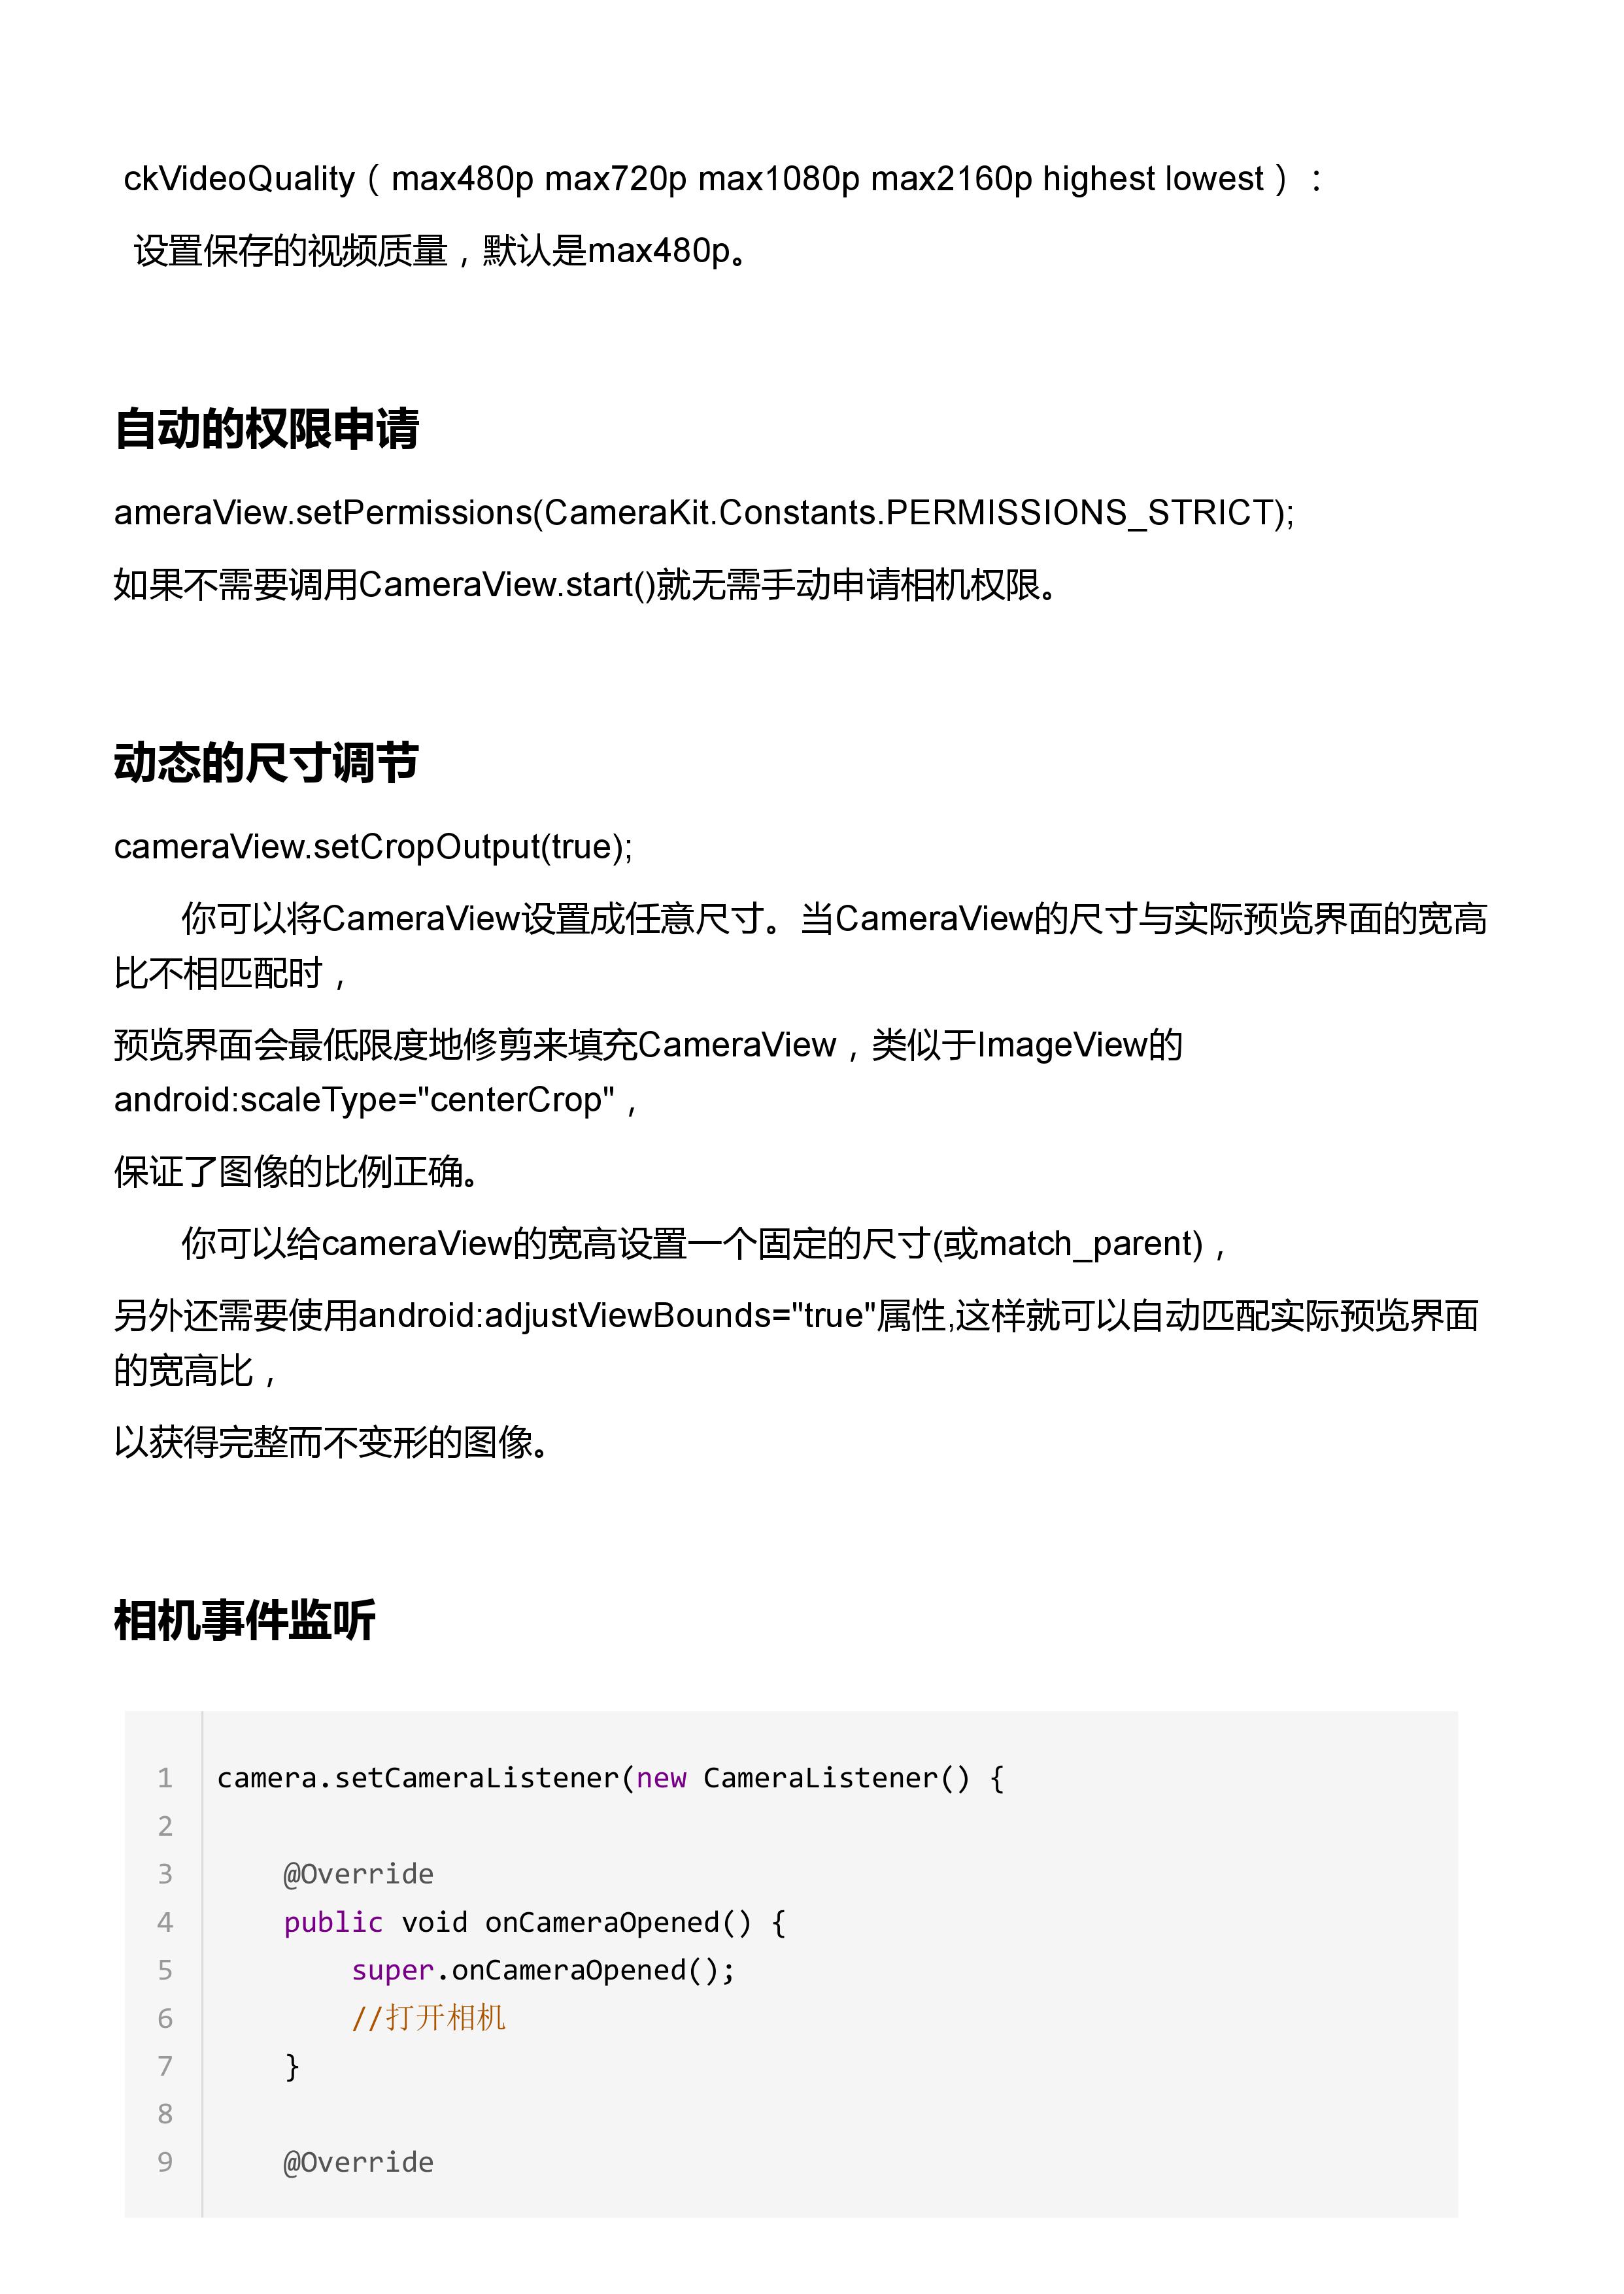 ckVideoQuality（max480p max720p max1080p max2160p highest lowest）：
设置保存的视频质量，默认是max480p。
自动的权限申请
ameraView.setPermissions(CameraKit.Constants.PERMISSIONS_STRICT);
如果不需要调用CameraView.start()就无需手动申请相机权限。
动态的尺寸调节
cameraView.setCropOutput(true);
你可以将CameraView设置成任意尺寸。当CameraView的尺寸与实际预览界面的宽高
比不相匹配时，
预览界面会最低限度地修剪来填充CameraView，类似于ImageView的
android:scaleType="centerCrop"，
保证了图像的比例正确。
你可以给cameraView的宽高设置一个固定的尺寸(或match_parent)，
另外还需要使用android:adjustViewBounds="true"属性,这样就可以自动匹配实际预览界面
的宽高比，
以获得完整而不变形的图像。
相机事件监听
1 camera.setCameraListener(new CameraListener() {
2
3     @Override
4     public void onCameraOpened() {
5         super.onCameraOpened();
6         //打开相机
7     }
8
9     @Override